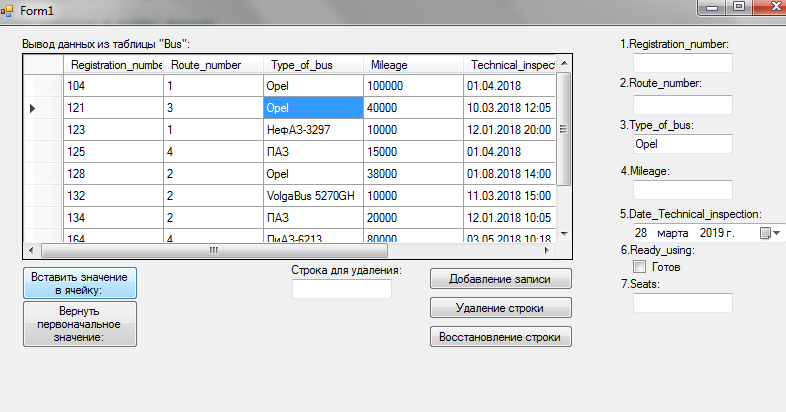 Form1
Вывод данных из таблицы "Bus":
Registration_numbe Route_number Type_of_bus Mileage Technical_inspect
104 1 Opel 100000 01.04.2018
121 3 Opel 40000 10.03.2018 12:05
123 1 НефАЗ-3297 10000 12.01.2018 20:00
125 4 ПАЗ 15000 01.04.2018
128 2 Opel 38000 01.08.2018 14:00
132 2 VolgaBus 5270GH 10000 11.03.2018 15:00
134 2 ПАЗ 20000 12.01.2018 10:05
164 4 ЛиАЗ-6213 80000 03.05.2018 10:18
Вставить значение
в ячейку:
Вернуть
первоначальное
значение:
Строка для удаления:
Добавление записи
Удаление строки
Восстановление строки
1.Registration_number:
2.Route_number:
3.Type_of_bus:
Opel
4.Mileage:
5.Date_Technical_inspection:
28 марта 2019 г.
6.Ready_using:
Готов
7.Seats: